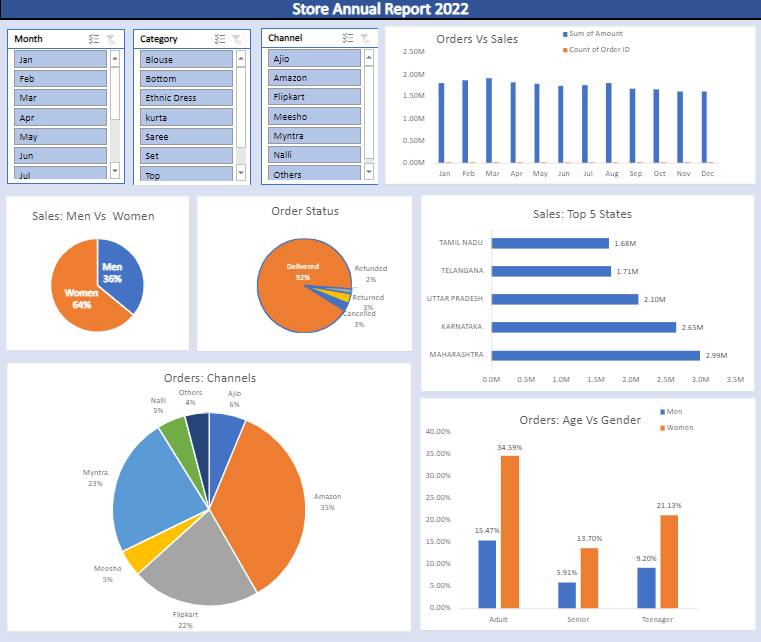 Store Annual Report 2022
Month
Jan
Feb
Mar
Apr
May
Jun
Jul
Category
Blouse
Bottom
Ethnic Dress
kurta
Saree
Set
Top
Channel
Ajio
Amazon
Flipkart
Meesho
Myntra
Nalli
Others
Orders Vs Sales
Sum of Amount
Count of Order ID
2.50M
2.00M
1.50M
1.00M
0.50M
0.00M
Jan Feb Mar Apr May Jun Jul Aug Sep Oct Nov Dec
Sales: Men Vs Women
Men
36%
Women
64%
Order Status
Delivered
92%
Refunded
2%
Returned
3%
Cancelled
3%
Sales: Top 5 States
TAMIL NADU 1.68M
TELANGANA 1.71M
UTTAR PRADESH 2.10M
KARNATAKA 2.65M
MAHARASHTRA 2.99M
0.0M 0.5M 1.0M 1.5M 2.0M 2.5M 3.0M 3.5M
Orders: Channels
Others
4%
Ajio
6%
Nalli
5%
Myntra
23%
Amazon
35%
Meesho
5%
Flipkart
22%
Orders: Age Vs Gender
Men
Women
40.00%
35.00%
30.00%
25.00%
20.00%
15.00%
10.00%
5.00%
0.00%
15.47%
34.59%
5.91%
13.70%
9.20%
21.13%
Adult Senior Teenager